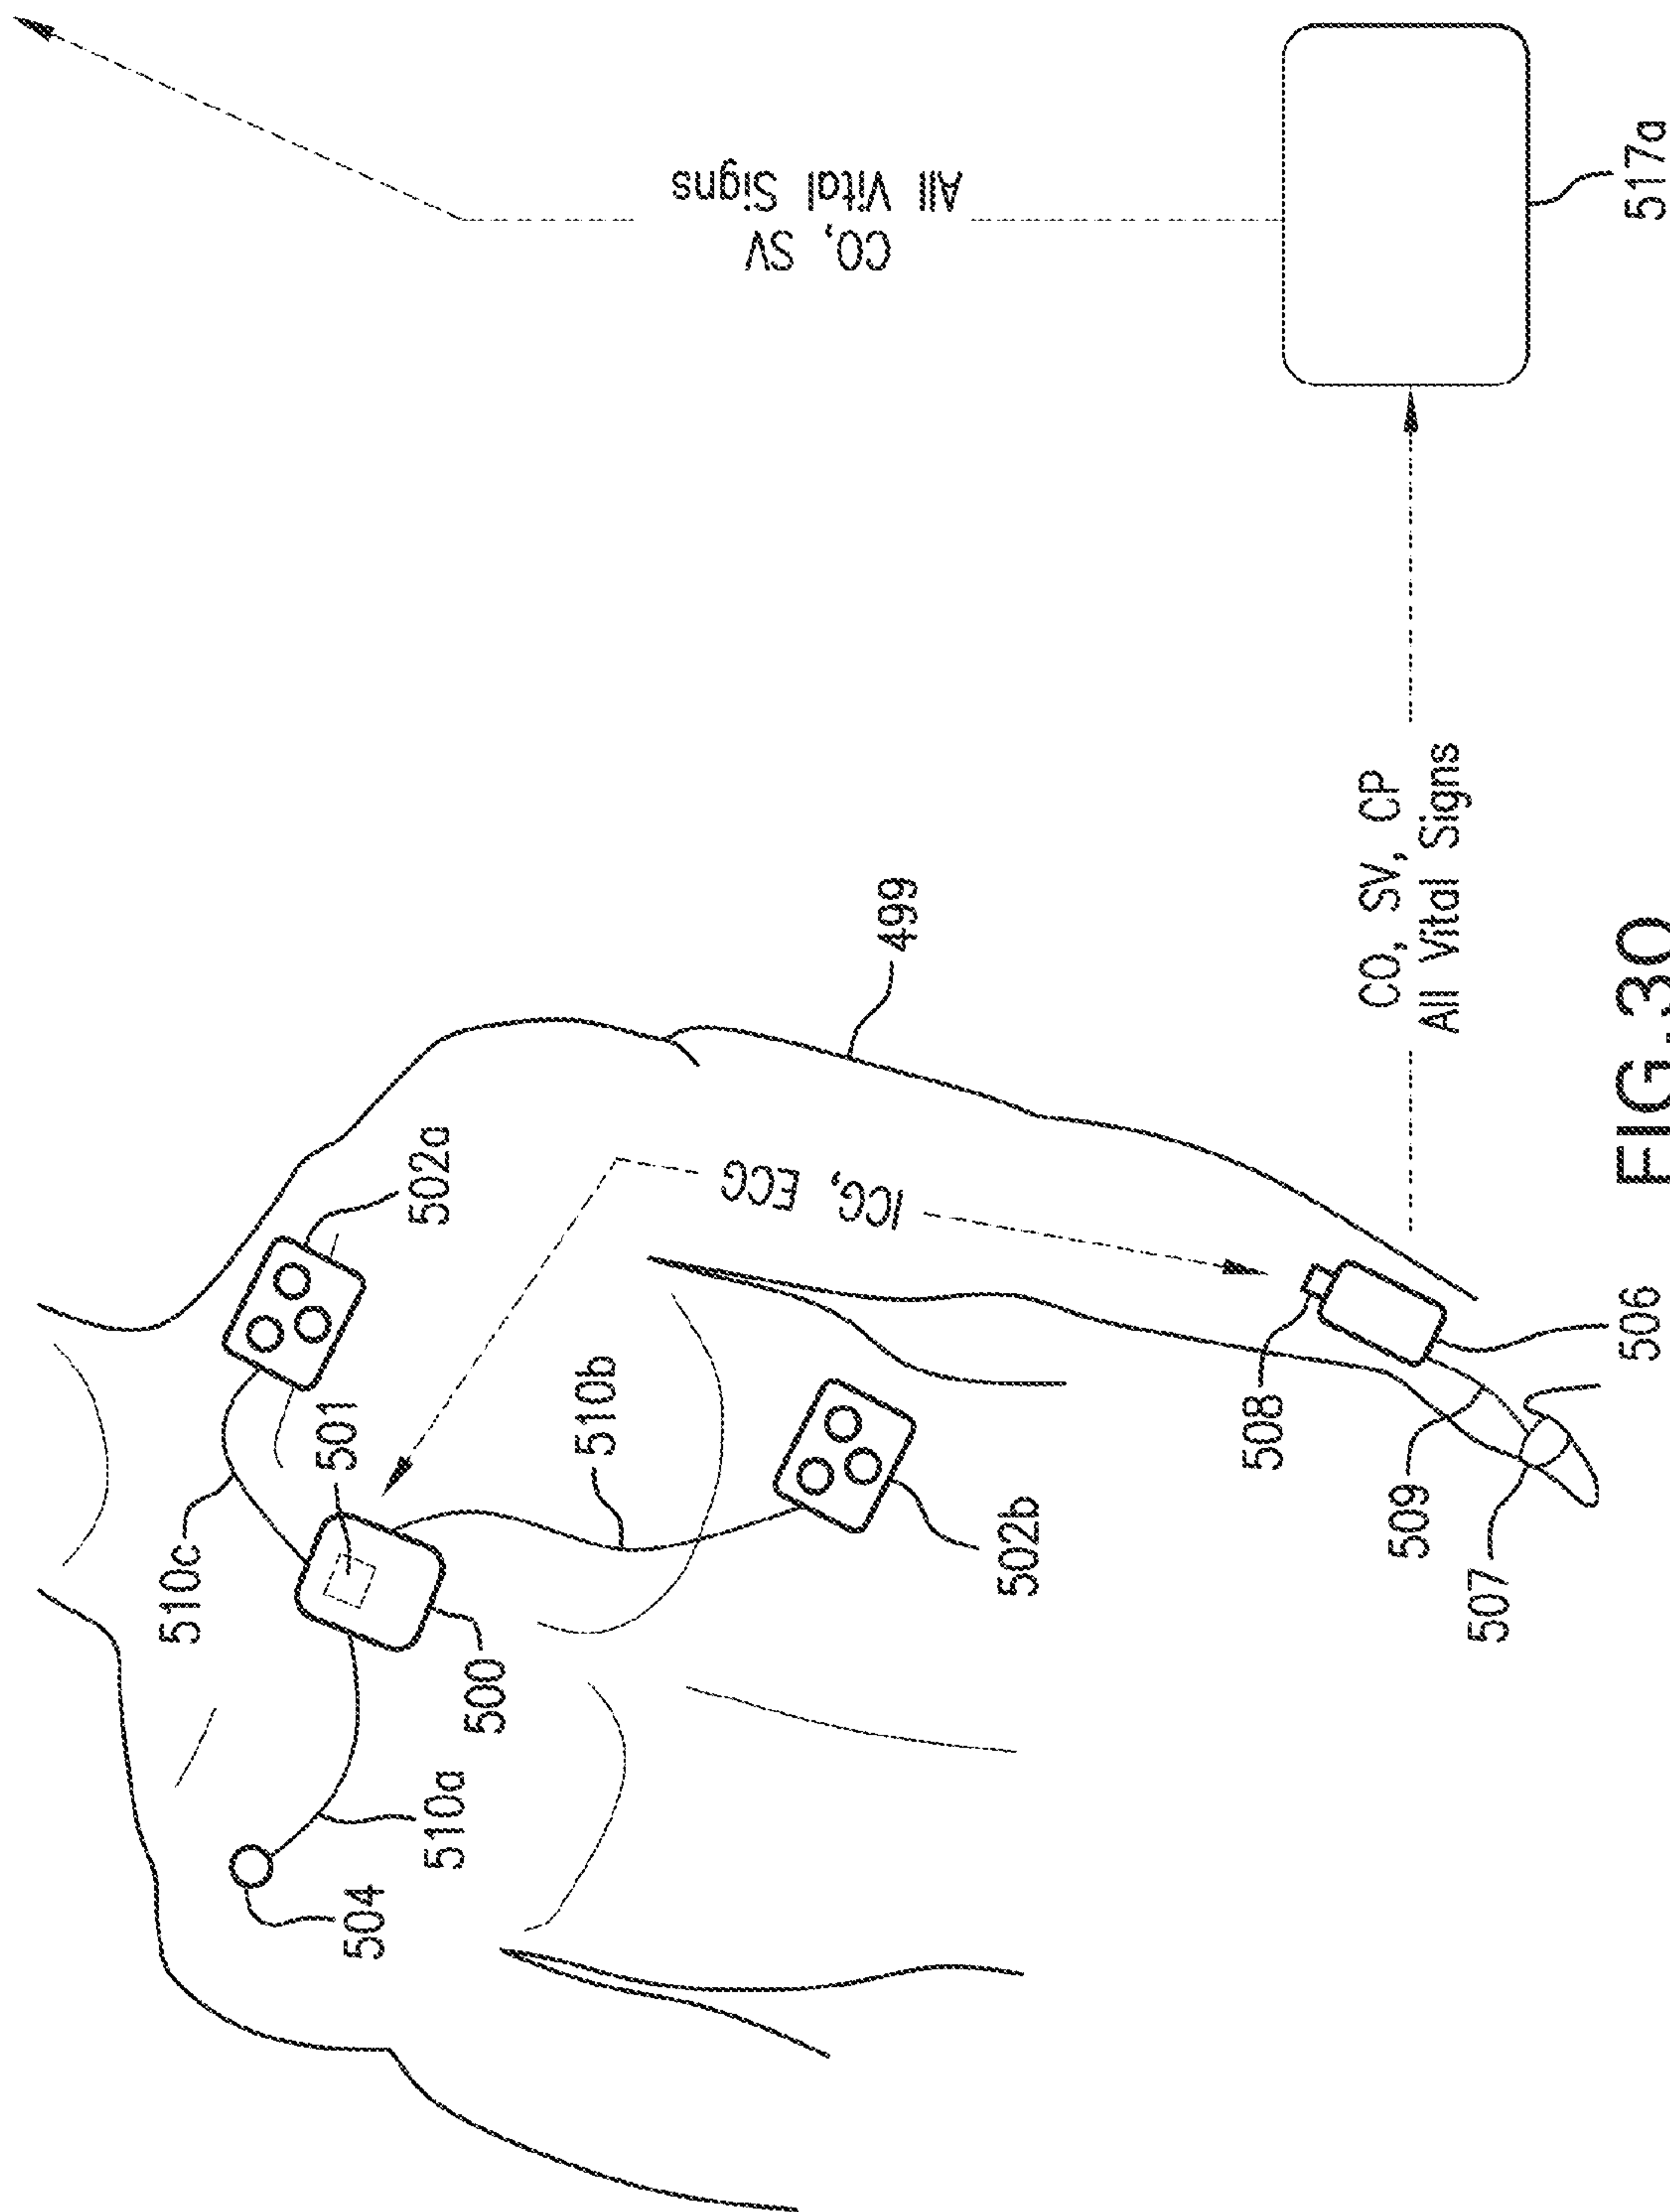 510c
501
502a
504
510a
500
ICG, ECG
510b
499
502b
CO, SV
All Vital Signs
508
509
507
506
CO, SV, CP
All Vital Signs
517a
FIG.30